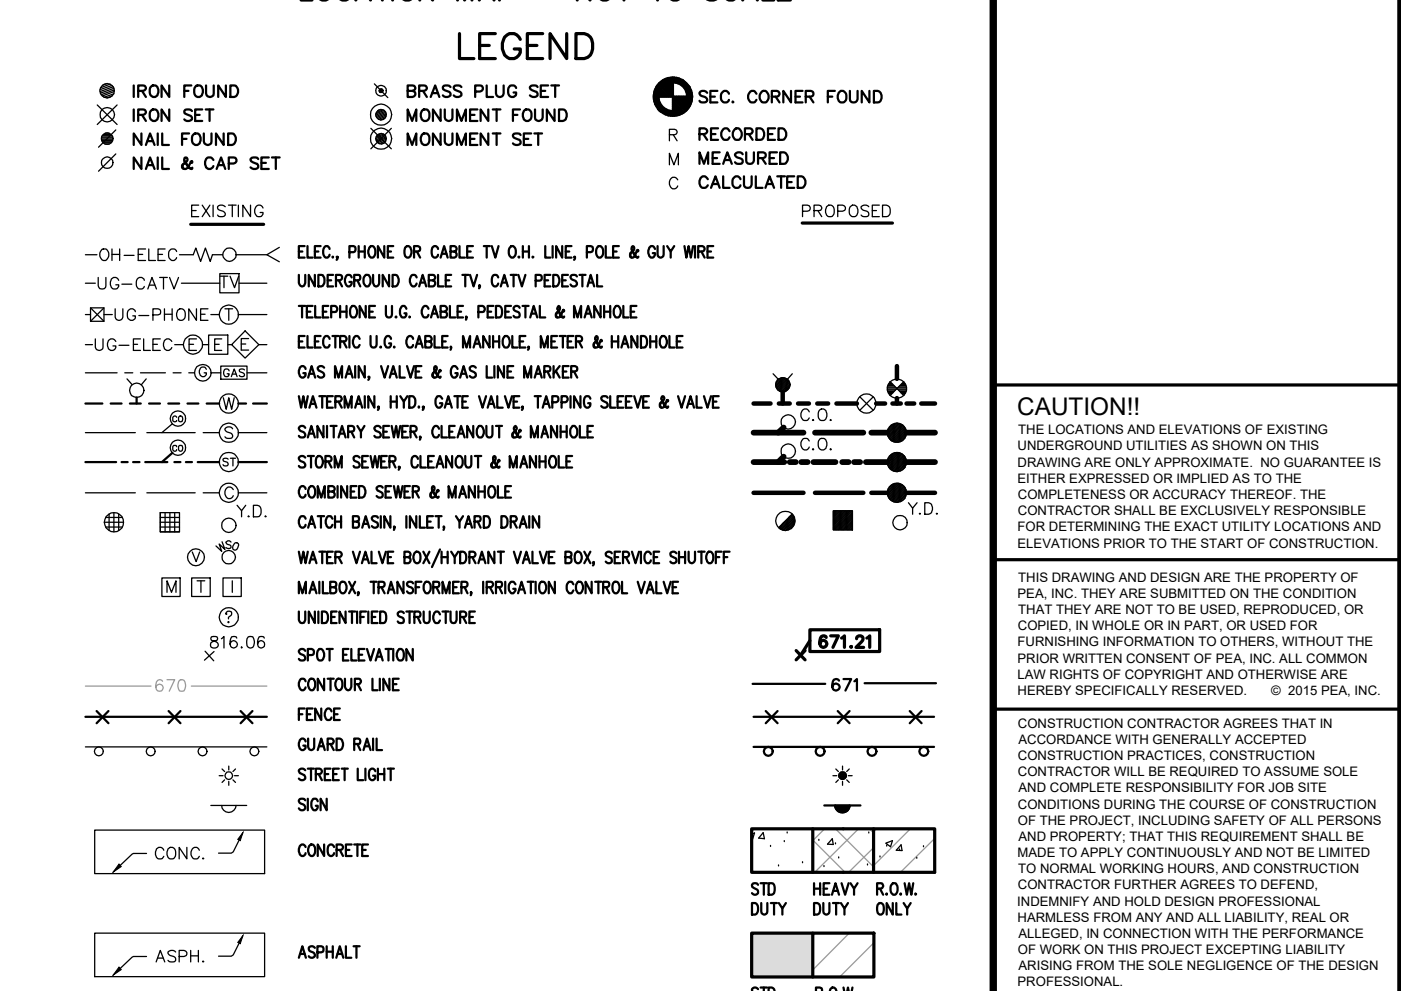 LOCATION MAP - NOT TO SCALE
LEGEND
IRON FOUND
IRON SET
NAIL FOUND
NAIL & CAP SET
BRASS PLUG SET
MONUMENT FOUND
MONUMENT SET
SEC. CORNER FOUND
R RECORDED
M MEASURED
C CALCULATED
EXISTING
PROPOSED
OH-ELEC ELEC., PHONE OR CABLE TV O.H. LINE, POLE & GUY WIRE
UG-CATV TV UNDERGROUND CABLE TV, CATV PEDESTAL
UG-PHONE T TELEPHONE U.G. CABLE, PEDESTAL & MANHOLE
UG-ELEC E E E ELECTRIC U.G. CABLE, MANHOLE, METER & HANDHOLE
G GAS GAS MAIN, VALVE & GAS LINE MARKER
W WATERMAIN, HYD., GATE VALVE, TAPPING SLEEVE & VALVE
CO S SANITARY SEWER, CLEANOUT & MANHOLE C.O.
CO ST STORM SEWER, CLEANOUT & MANHOLE C.O.
C COMBINED SEWER & MANHOLE
Y.D. CATCH BASIN, INLET, YARD DRAIN Y.D.
V WSO WATER VALVE BOX/HYDRANT VALVE BOX, SERVICE SHUTOFF
M T I MAILBOX, TRANSFORMER, IRRIGATION CONTROL VALVE
? UNIDENTIFIED STRUCTURE
816.06 SPOT ELEVATION 671.21
670 CONTOUR LINE 671
FENCE
GUARD RAIL
STREET LIGHT
SIGN
CONC. CONCRETE
STD DUTY
HEAVY DUTY
R.O.W. ONLY
ASPH. ASPHALT
STD. R.O.W.
CAUTION!!
THE LOCATIONS AND ELEVATIONS OF EXISTING
UNDERGROUND UTILITIES AS SHOWN ON THIS
DRAWING ARE ONLY APPROXIMATE. NO GUARANTEE IS
EITHER EXPRESSED OR IMPLIED AS TO THE
COMPLETENESS OR ACCURACY THEREOF. THE
CONTRACTOR SHALL BE EXCLUSIVELY RESPONSIBLE
FOR DETERMINING THE EXACT UTILITY LOCATIONS AND
ELEVATIONS PRIOR TO THE START OF CONSTRUCTION.
THIS DRAWING AND DESIGN ARE THE PROPERTY OF
PEA, INC. THEY ARE SUBMITTED ON THE CONDITION
THAT THEY ARE NOT TO BE USED, REPRODUCED, OR
COPIED, IN WHOLE OR IN PART, OR USED FOR
FURNISHING INFORMATION TO OTHERS, WITHOUT THE
PRIOR WRITTEN CONSENT OF PEA, INC. ALL COMMON
LAW RIGHTS OF COPYRIGHT AND OTHERWISE ARE
HEREBY SPECIFICALLY RESERVED. © 2015 PEA, INC.
CONSTRUCTION CONTRACTOR AGREES THAT IN
ACCORDANCE WITH GENERALLY ACCEPTED
CONSTRUCTION PRACTICES, CONSTRUCTION
CONTRACTOR WILL BE REQUIRED TO ASSUME SOLE
AND COMPLETE RESPONSIBILITY FOR JOB SITE
CONDITIONS DURING THE COURSE OF CONSTRUCTION
OF THE PROJECT, INCLUDING SAFETY OF ALL PERSONS
AND PROPERTY; THAT THIS REQUIREMENT SHALL BE
MADE TO APPLY CONTINUOUSLY AND NOT BE LIMITED
TO NORMAL WORKING HOURS, AND CONSTRUCTION
CONTRACTOR FURTHER AGREES TO DEFEND,
INDEMNIFY AND HOLD DESIGN PROFESSIONAL
HARMLESS FROM ANY AND ALL LIABILITY, REAL OR
ALLEGED, IN CONNECTION WITH THE PERFORMANCE
OF WORK ON THIS PROJECT EXCEPTING LIABILITY
ARISING FROM THE SOLE NEGLIGENCE OF THE DESIGN
PROFESSIONAL.